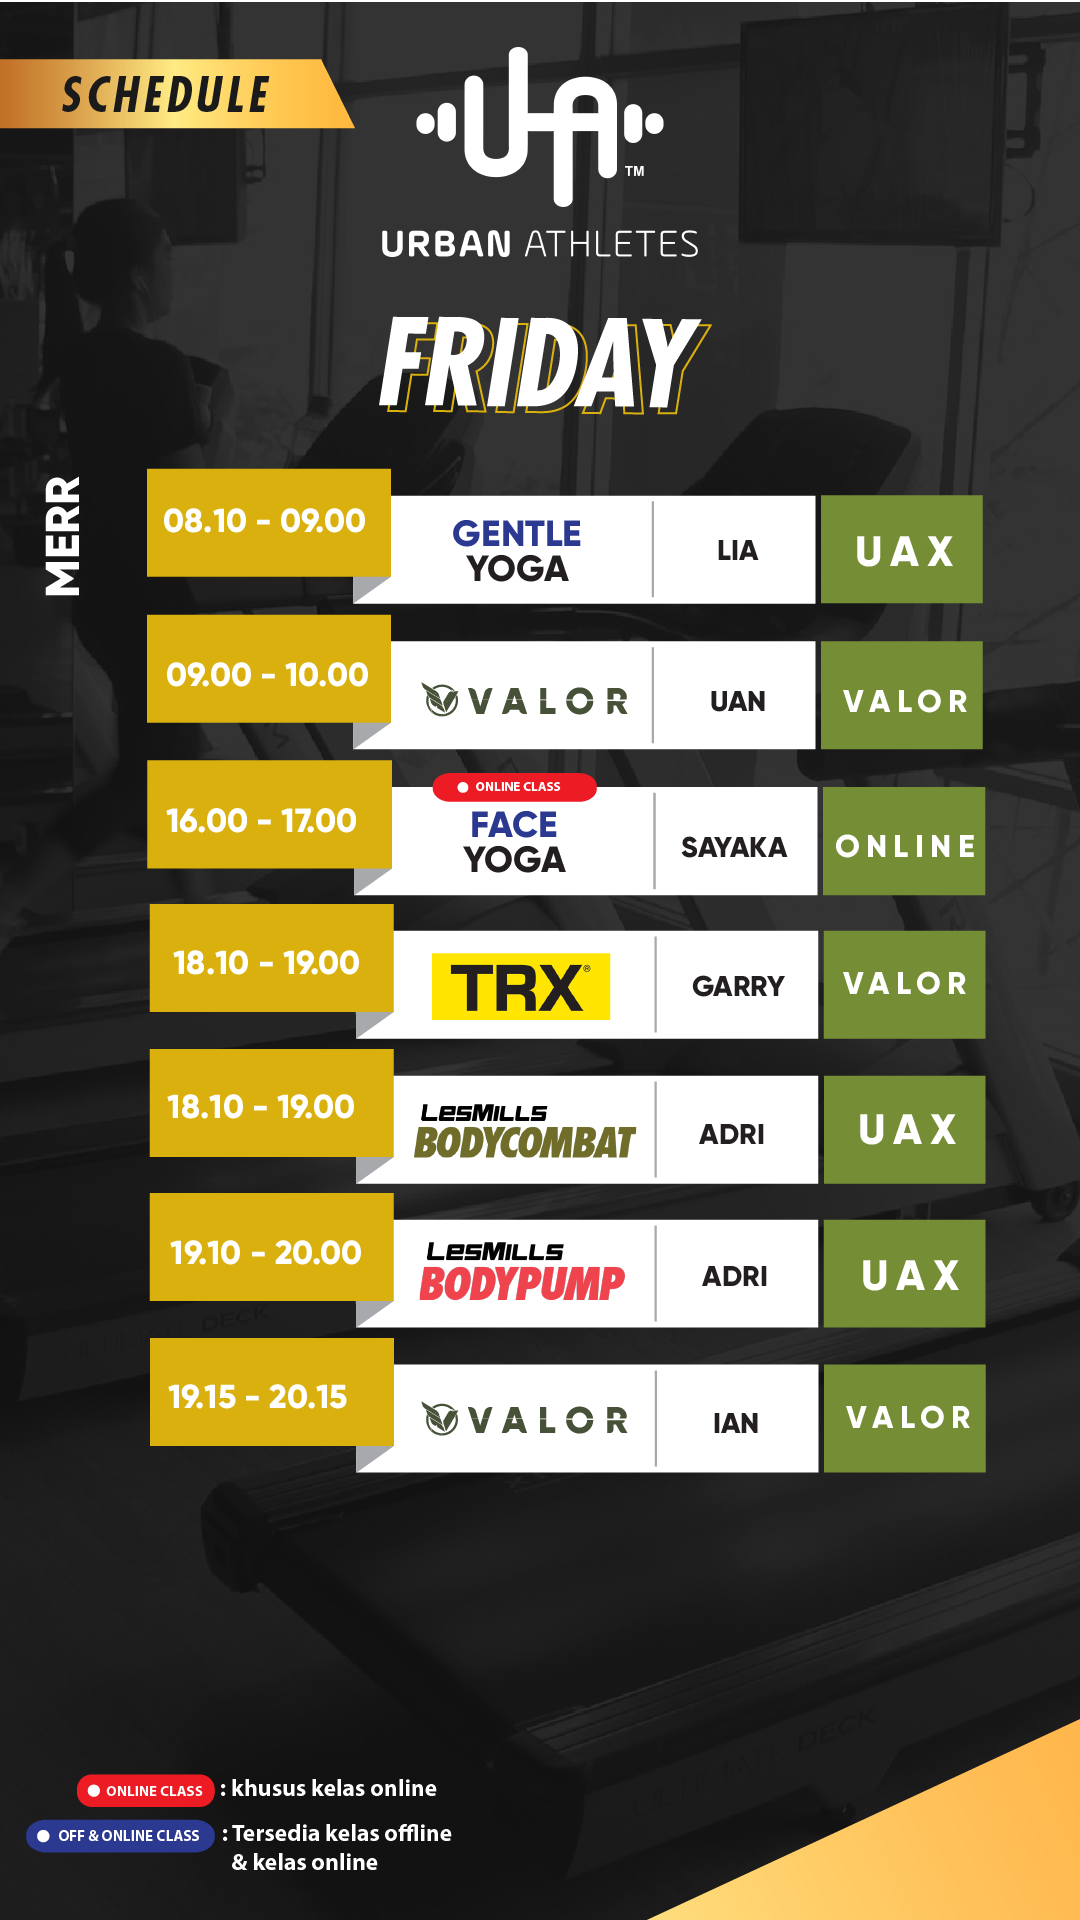 SCHEDULE
UA
TM
URBAN ATHLETES
FRIDAY
MERR
08.10 - 09.00
GENTLE
YOGA
LIA
UAX
09.00 - 10.00
VALOR
UAN
VALOR
16.00 - 17.00
ONLINE CLASS
FACE
YOGA
SAYAKA
ONLINE
18.10 - 19.00
TRX®
GARRY
VALOR
18.10 - 19.00
LESMILLS
BODYCOMBAT
ADRI
UAX
19.10 - 20.00
LESMILLS
BODYPUMP
ADRI
UAX
19.15 - 20.15
VALOR
IAN
VALOR
ONLINE CLASS : khusus kelas online
OFF & ONLINE CLASS : Tersedia kelas offline
& kelas online